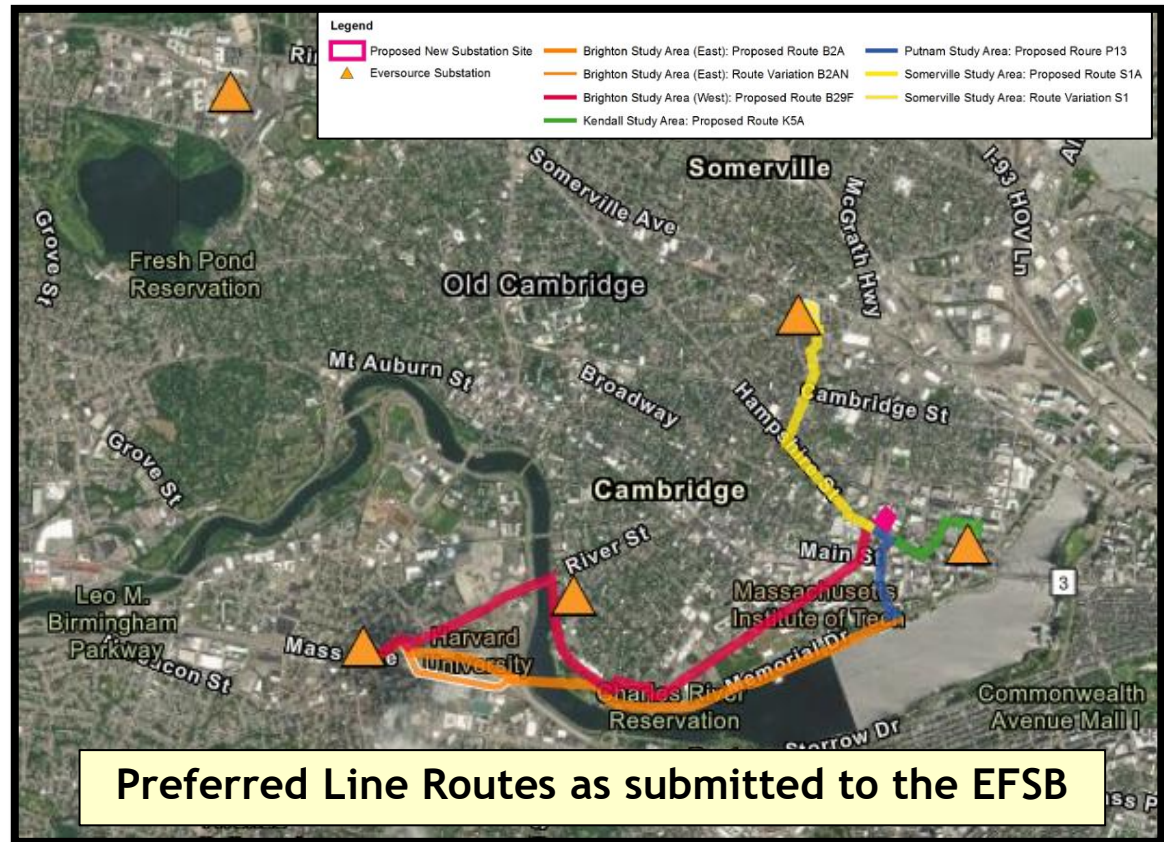 Legend
Proposed New Substation Site
Eversource Substation
Brighton Study Area (East): Proposed Route B2A
Brighton Study Area (East): Route Variation B2AN
Brighton Study Area (West): Proposed Route B29F
Kendall Study Area: Proposed Route K5A
Putnam Study Area: Proposed Roure P13
Somerville Study Area: Proposed Route S1A
Somerville Study Area: Route Variation S1
Somerville
Somerville Ave
McGrath Hwy
I-93 HOV Ln
Grove St
Fresh Pond
Reservation
Old Cambridge
Mt Auburn St
Broadway
Hampshire St
Cambridge St
Grove St
Cambridge
River St
Main St
Massachusetts
Institute of Tech
3
Leo M.
Birmingham
Parkway
Mass
Harvard
University
Memorial Dr
Charles River
Reservation
Commonwealth
Avenue Mall I
Storrow Dr
Preferred Line Routes as submitted to the EFSB